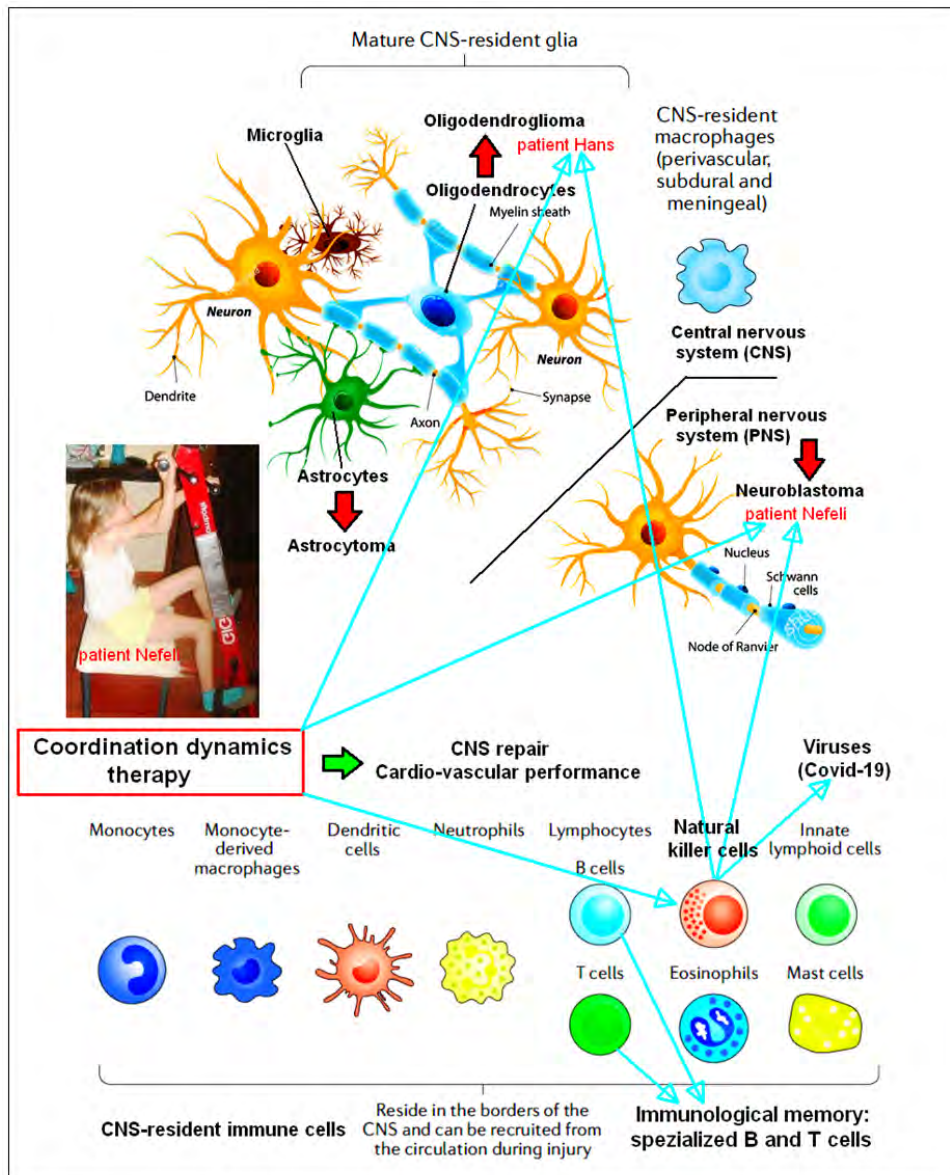 Mature CNS-resident glia
Oligodendroglioma
patient Hans
Microglia
Oligodendrocytes
Myelin sheath
CNS-resident
macrophages
(perivascular,
subdural and
meningeal)
Neuron
Neuron
Central nervous
system (CNS)
Dendrite
Axon
Synapse
Peripheral nervous
system (PNS)
Astrocytes
Astrocytoma
Neuroblastoma
patient Nefeli
Nucleus
Schwann
cells
Node of Ranvier
patient Nefeli
Coordination dynamics
therapy
CNS repair
Cardio-vascular performance
Viruses
(Covid-19)
Monocytes
Monocyte-
derived
macrophages
Dendritic
cells
Neutrophils
Lymphocytes
B cells
Natural
killer cells
Innate
lymphoid cells
T cells
Eosinophils
Mast cells
CNS-resident immune cells
Reside in the borders of the
CNS and can be recruited from
the circulation during injury
Immunological memory:
spezialized B and T cells